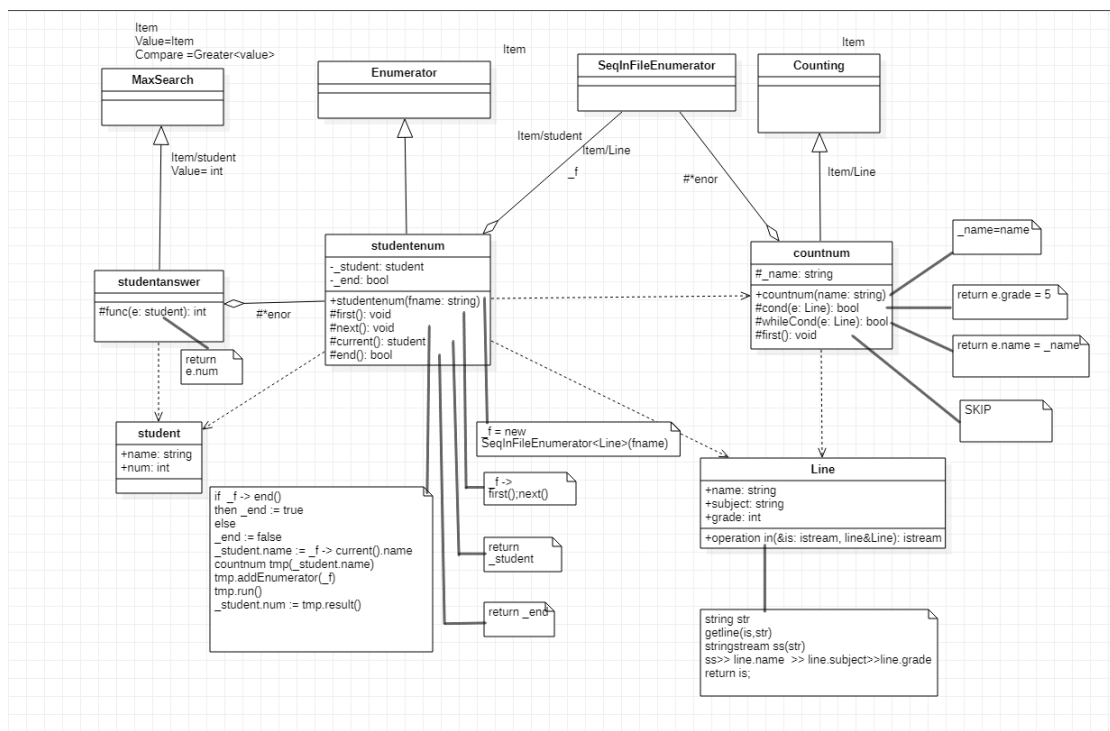 Item
Value=Item
Compare =Greater<value>
MaxSearch
Item
Enumerator
SeqInFileEnumerator
Item
Counting
Item/student
Value= int
Item/student
Item/Line
_f
#*enor
Item/Line
studentanswer
#func(e: student): int
#*enor
return
e.num
studentenum
-_student: student
-_end: bool
+studentenum(fname: string)
#first(): void
#next(): void
#current(): student
#end(): bool
countnum
#_name: string
+countnum(name: string)
#cond(e: Line): bool
#whileCond(e: Line): bool
#first(): void
_name=name
return e.grade = 5
return e.name = _name
SKIP
student
+name: string
+num: int
_f = new
SeqInFileEnumerator<Line>(fname)
_f ->
first();next()
return
_student
return _end
if _f -> end()
then _end := true
else
_end := false
_student.name := _f -> current().name
countnum tmp(_student.name)
tmp.addEnumerator(_f)
tmp.run()
_student.num := tmp.result()
Line
+name: string
+subject: string
+grade: int
+operation in(&is: istream, line&Line): istream
string str
getline(is,str)
stringstream ss(str)
ss>> line.name >> line.subject>>line.grade
return is;